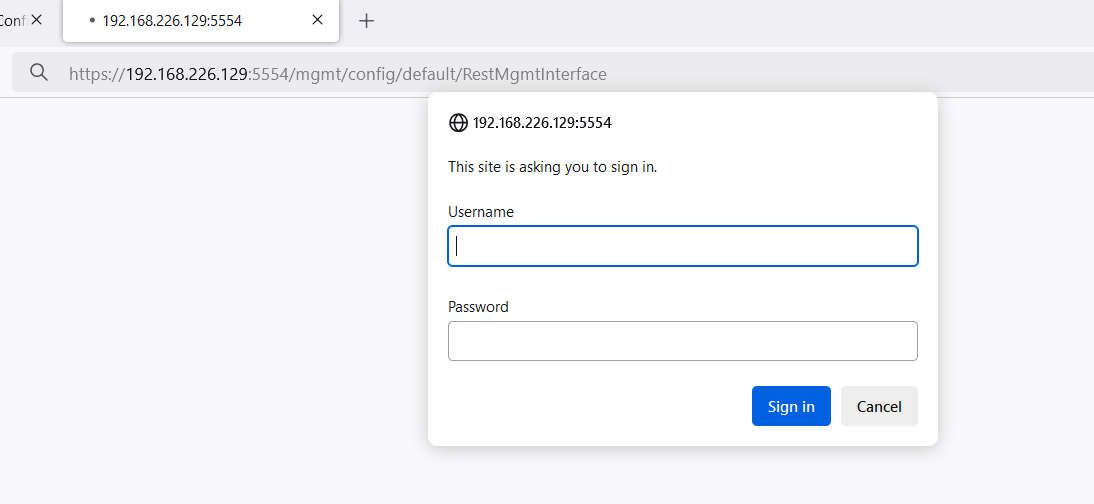 Conf
192.168.226.129:5554
https://192.168.226.129:5554/mgmt/config/default/RestMgmtInterface
192.168.226.129:5554
This site is asking you to sign in.
Username
Password
Sign in
Cancel